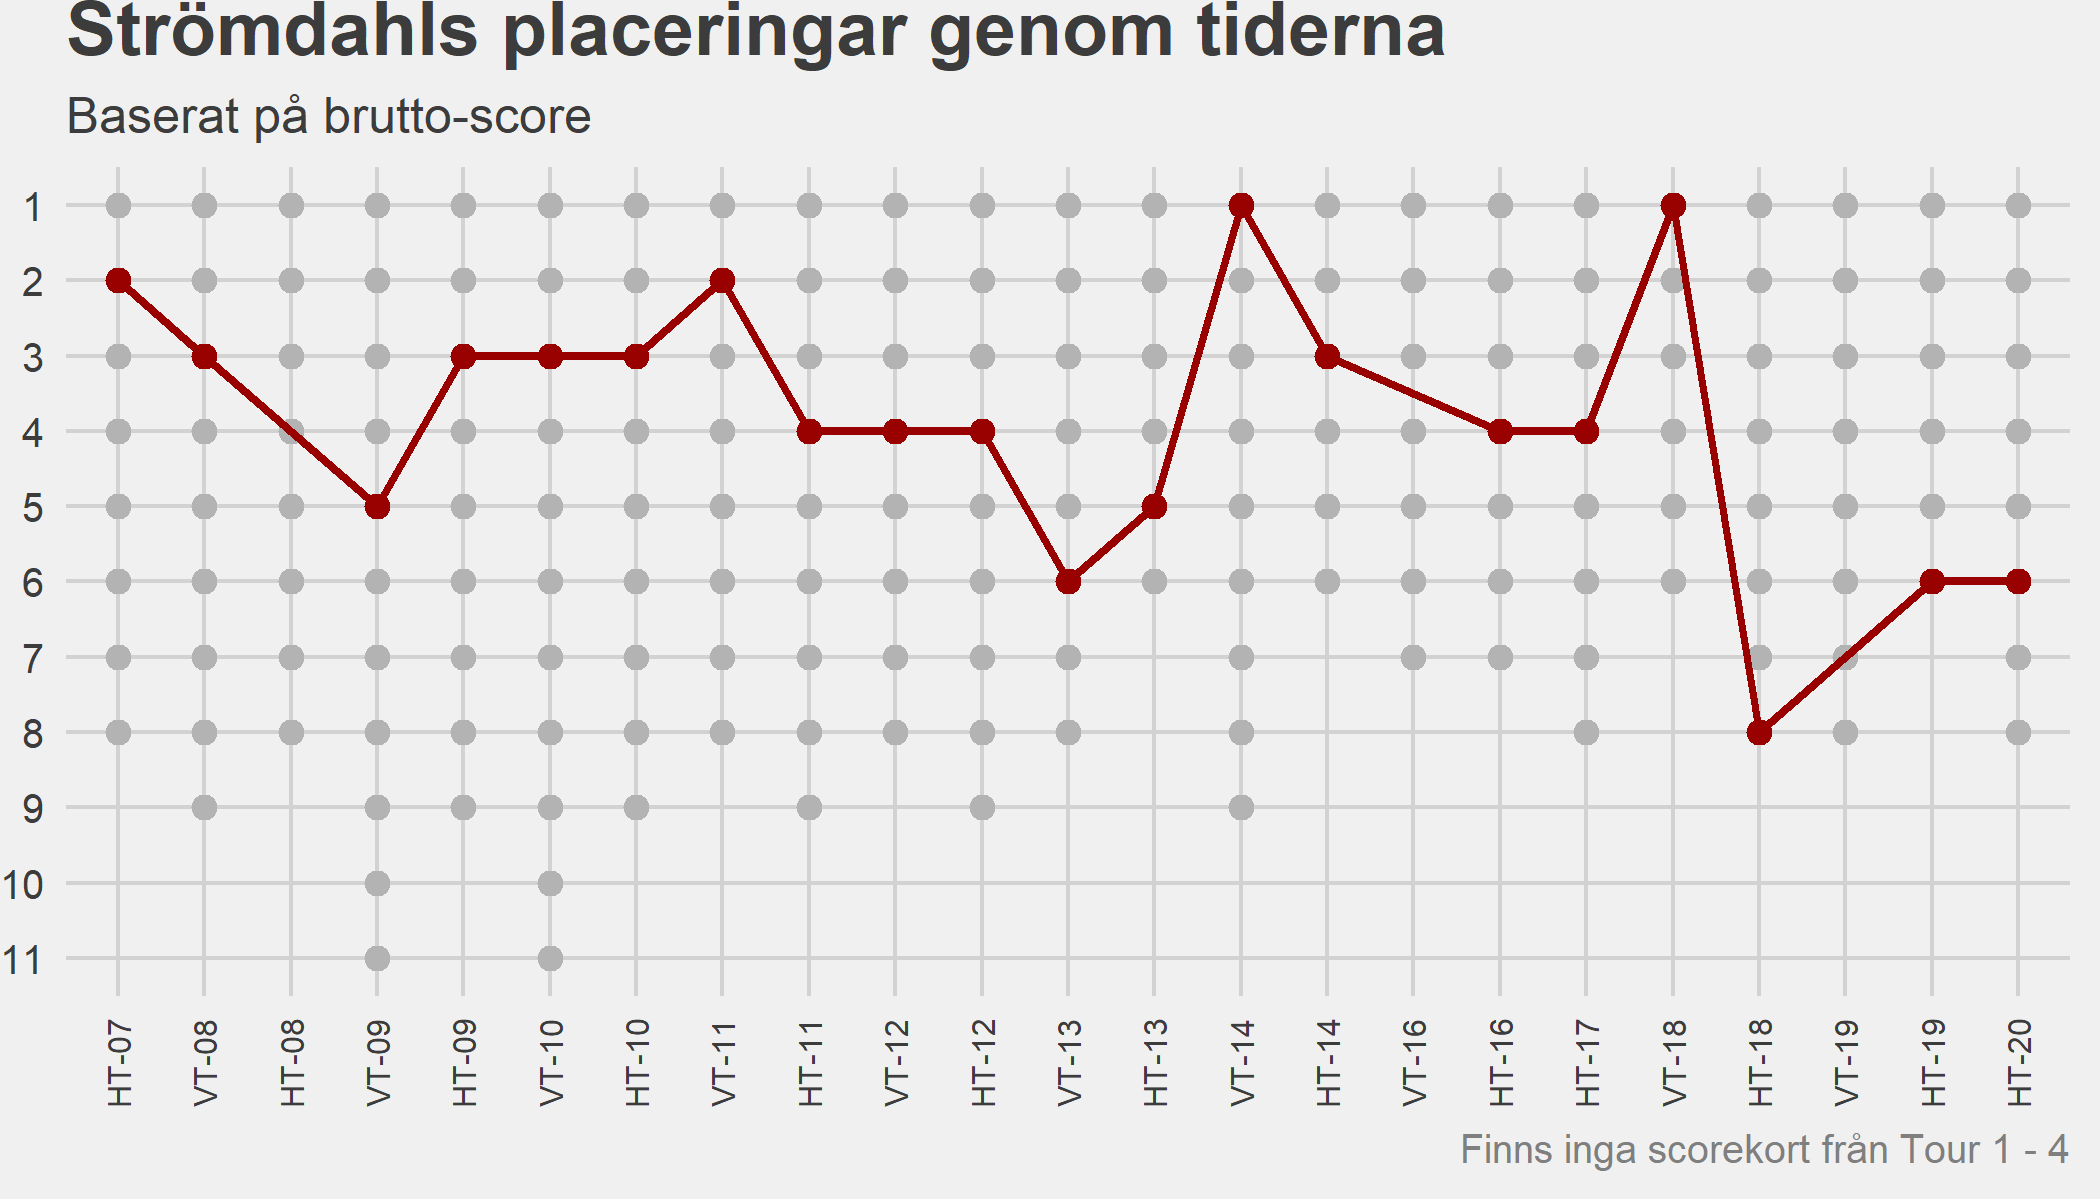 Strömdahls placeringar genom tiderna
Baserat på brutto-score
1
2
3
4
5
6
7
8
9
10
11
HT-07
VT-08
HT-08
VT-09
HT-09
VT-10
HT-10
VT-11
HT-11
VT-12
HT-12
VT-13
HT-13
VT-14
HT-14
VT-16
HT-16
HT-17
VT-18
HT-18
VT-19
HT-19
HT-20
Finns inga scorekort från Tour 1 - 4